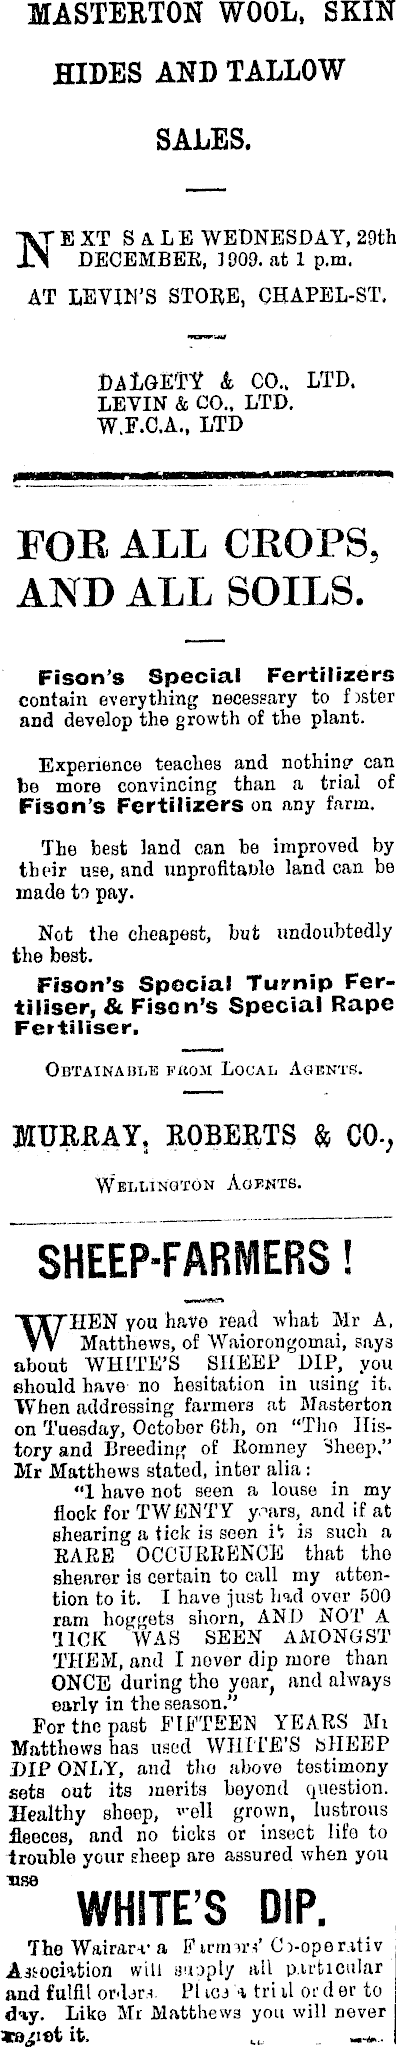 MASTERTON WOOL, SKIN
HIDES AND TALLOW
SALES.
NEXT SALE WEDNESDAY, 29th
DECEMBER, 1909. at 1 p.m.
AT LEVIN'S STORE, CHAPEL-ST.
DALGETY & CO., LTD.
LEVIN & CO., LTD.
W.F.C.A., LTD
FOR ALL CROPS,
AND ALL SOILS.
Fison's Special Fertilizers
contain everything necessary to foster
and develop the growth of the plant.
Experience teaches and nothing can
be more convincing than a trial of
Fison's Fertilizers on any farm.
The best land can be improved by
their use, and unprofitable land can be
made to pay.
Not the cheapest, but undoubtedly
the best.
Fison's Special Turnip Fer-
tiliser, & Fison's Special Rape
Fertiliser.
OBTAINABLE FROM LOCAL AGENTS.
MURRAY, ROBERTS & CO.,
WELLINGTON AGENTS.
SHEEP-FARMERS!
WHEN you have read what Mr A.
Matthews, of Waiorongomai, says
about WHITE'S SHEEP DIP, you
should have no hesitation in using it.
When addressing farmers at Masterton
on Tuesday, October 6th, on "The His-
tory and Breeding of Romney Sheep,"
Mr Matthews stated, inter alia:
"I have not seen a louse in my
flock for TWENTY years, and if at
shearing a tick is seen it is such a
RARE OCCURRENCE that the
shearer is certain to call my atten-
tion to it. I have just had over 500
ram hoggets shorn, AND NOT A
TICK WAS SEEN AMONGST
THEM, and I never dip more than
ONCE during the year, and always
early in the season."
For the past FIFTEEN YEARS Mr
Matthews has used WHITE'S SHEEP
DIP ONLY, and the above testimony
sets out its merits beyond question.
Healthy sheep, well grown, lustrous
fleeces, and no ticks or insect life to
trouble your sheep are assured when you
use
WHITE'S DIP.
The Wairarapa Farmers' Co-operativ
Association will supply all particular
and fulfil orders. Place a trial order to
day. Like Mr Matthews you will never
regret it.